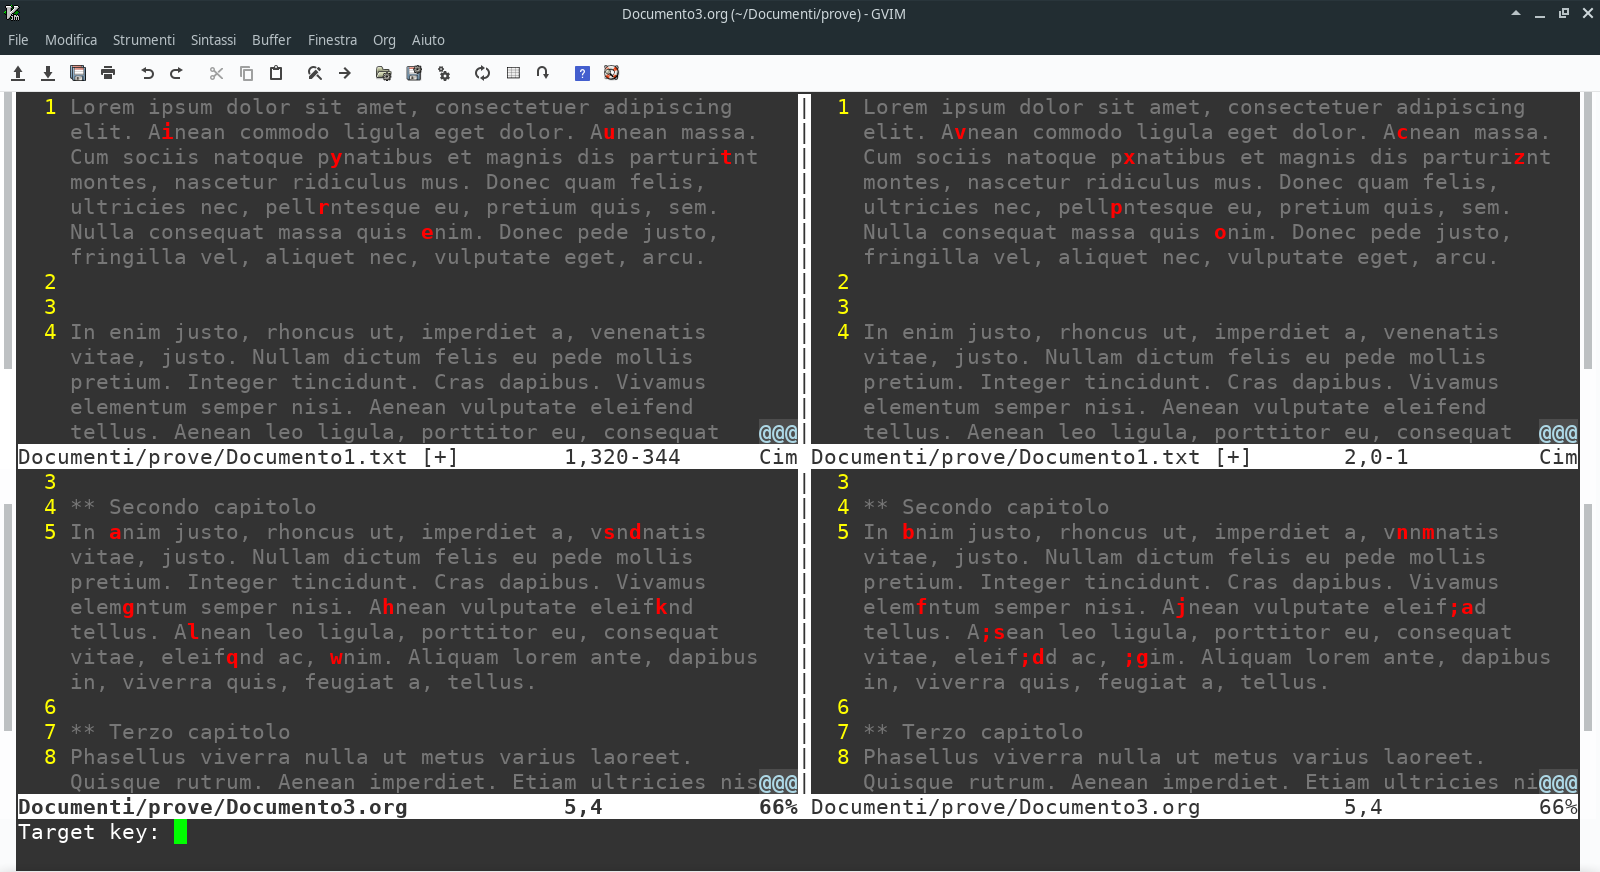 Documento3.org (~/Documenti/prove) - GVIM
File Modifica Strumenti Sintassi Buffer Finestra Org Aiuto
1 Lorem ipsum dolor sit amet, consectetuer adipiscing
elit. Ainean commodo ligula eget dolor. Aunean massa.
Cum sociis natoque pynatibus et magnis dis parturitnt
montes, nascetur ridiculus mus. Donec quam felis,
ultricies nec, pellrntesque eu, pretium quis, sem.
Nulla consequat massa quis enim. Donec pede justo,
fringilla vel, aliquet nec, vulputate eget, arcu.
2
3
4 In enim justo, rhoncus ut, imperdiet a, venenatis
vitae, justo. Nullam dictum felis eu pede mollis
pretium. Integer tincidunt. Cras dapibus. Vivamus
elementum semper nisi. Aenean vulputate eleifend
tellus. Aenean leo ligula, porttitor eu, consequat @@@
Documenti/prove/Documento1.txt [+] 1,320-344 Cim
1 Lorem ipsum dolor sit amet, consectetuer adipiscing
elit. Avnean commodo ligula eget dolor. Acnean massa.
Cum sociis natoque pxnatibus et magnis dis parturiznt
montes, nascetur ridiculus mus. Donec quam felis,
ultricies nec, pellpntesque eu, pretium quis, sem.
Nulla consequat massa quis onim. Donec pede justo,
fringilla vel, aliquet nec, vulputate eget, arcu.
2
3
4 In enim justo, rhoncus ut, imperdiet a, venenatis
vitae, justo. Nullam dictum felis eu pede mollis
pretium. Integer tincidunt. Cras dapibus. Vivamus
elementum semper nisi. Aenean vulputate eleifend
tellus. Aenean leo ligula, porttitor eu, consequat @@@
Documenti/prove/Documento1.txt [+] 2,0-1 Cim
3
4 ** Secondo capitolo
5 In anim justo, rhoncus ut, imperdiet a, vsndnatis
vitae, justo. Nullam dictum felis eu pede mollis
pretium. Integer tincidunt. Cras dapibus. Vivamus
elemgntum semper nisi. Ahnean vulputate eleifknd
tellus. Alnean leo ligula, porttitor eu, consequat
vitae, eleifqnd ac, wnim. Aliquam lorem ante, dapibus
in, viverra quis, feugiat a, tellus.
6
7 ** Terzo capitolo
8 Phasellus viverra nulla ut metus varius laoreet.
Quisque rutrum. Aenean imperdiet. Etiam ultricies nis@@@
Documenti/prove/Documento3.org 5,4 66%
3
4 ** Secondo capitolo
5 In bnim justo, rhoncus ut, imperdiet a, vnnmnatis
vitae, justo. Nullam dictum felis eu pede mollis
pretium. Integer tincidunt. Cras dapibus. Vivamus
elemfntum semper nisi. Ajnean vulputate eleif;ad
tellus. A;sean leo ligula, porttitor eu, consequat
vitae, eleif;dd ac, ;gim. Aliquam lorem ante, dapibus
in, viverra quis, feugiat a, tellus.
6
7 ** Terzo capitolo
8 Phasellus viverra nulla ut metus varius laoreet.
Quisque rutrum. Aenean imperdiet. Etiam ultricies ni@@@
Documenti/prove/Documento3.org 5,4 66%
Target key: